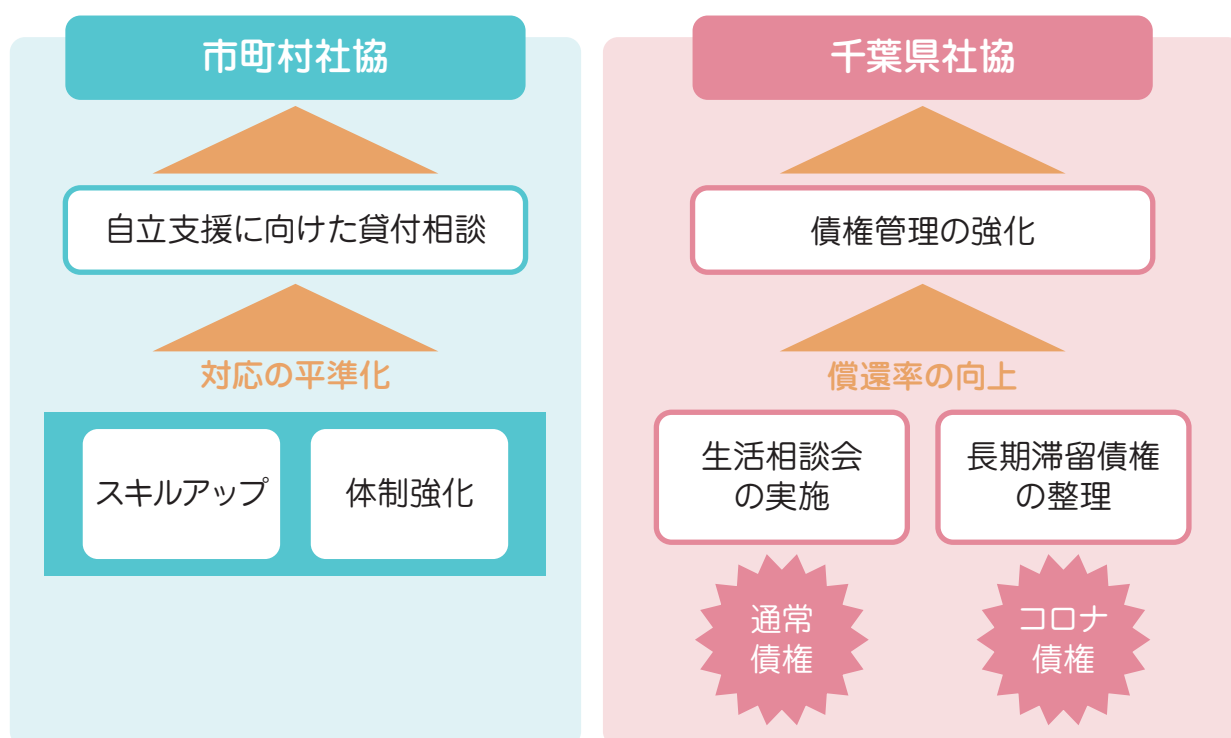 市町村社協
自立支援に向けた貸付相談
対応の平準化
スキルアップ
体制強化
千葉県社協
債権管理の強化
償還率の向上
生活相談会
の実施
長期滞留債権
の整理
通常
債権
コロナ
債権